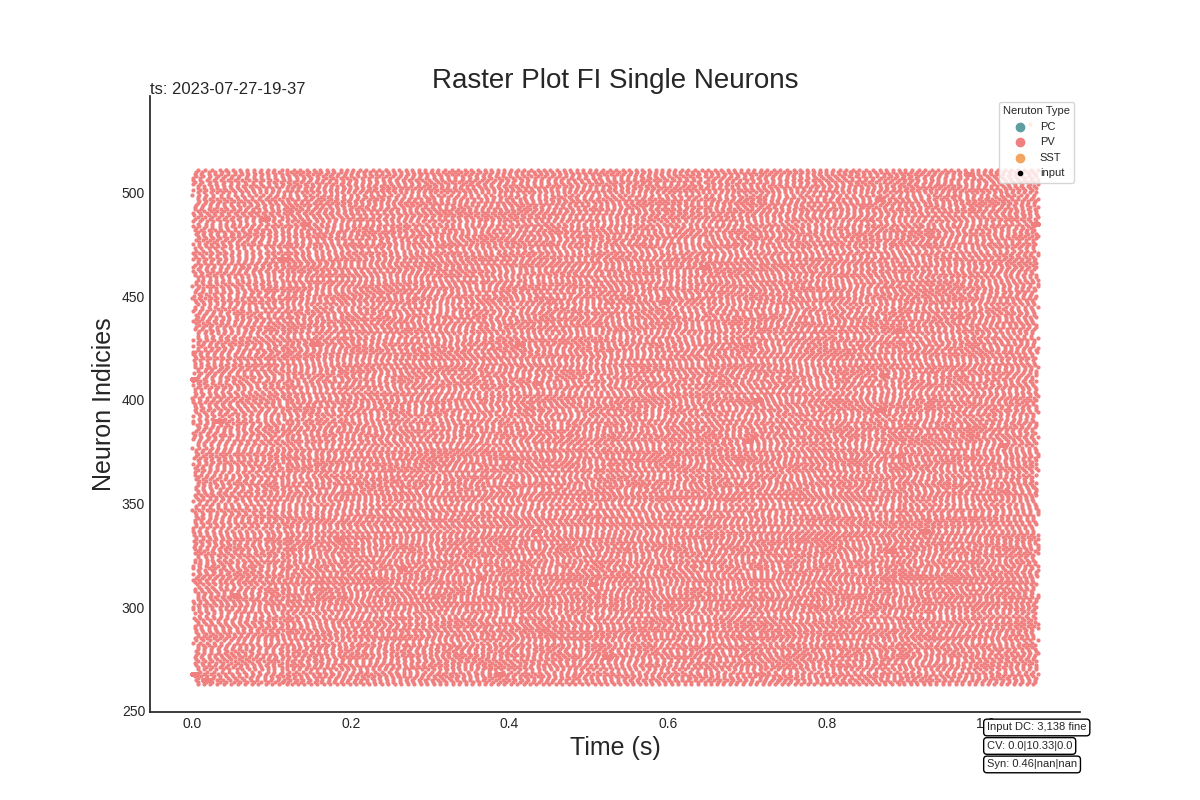 Raster Plot FI Single Neurons
ts: 2023-07-27-19-37
Neruton Type
PC
PV
SST
input
Neuron Indicies
500
450
400
350
300
250
0.0 0.2 0.4 0.6 0.8
Time (s)
Input DC: 3,138 fine
CV: 0.0|10.33|0.0
Syn: 0.46|nan|nan